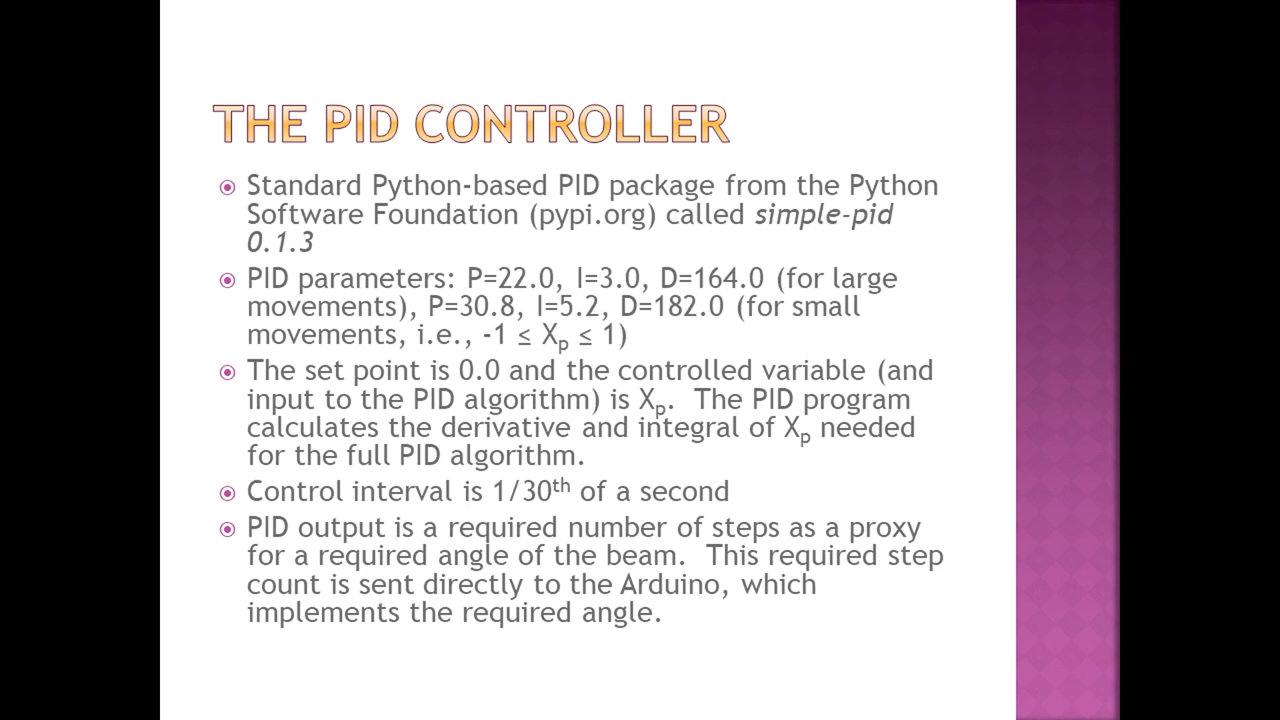 THE PID CONTROLLER
Standard Python-based PID package from the Python
Software Foundation (pypi.org) called simple-pid
0.1.3
PID parameters: P=22.0, I=3.0, D=164.0 (for large
movements), P=30.8, I=5.2, D=182.0 (for small
movements, i.e., -1 ≤ Xp ≤ 1)
The set point is 0.0 and the controlled variable (and
input to the PID algorithm) is Xp.  The PID program
calculates the derivative and integral of Xp needed
for the full PID algorithm.
Control interval is 1/30th of a second
PID output is a required number of steps as a proxy
for a required angle of the beam.  This required step
count is sent directly to the Arduino, which
implements the required angle.